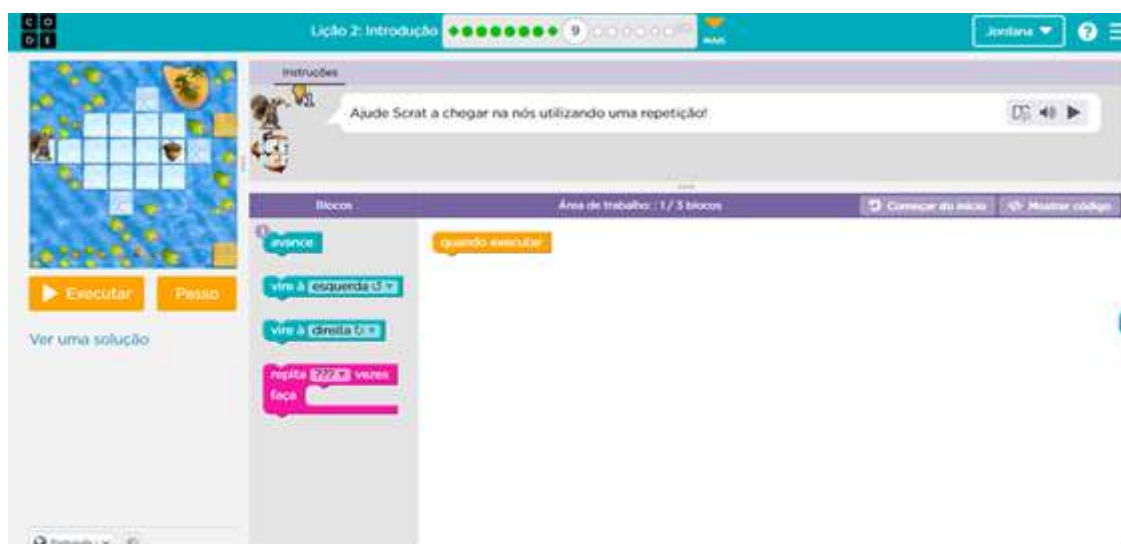 C O
D E
Lição 2: Introdução
9
MAIS
Jordana
?
Instruções
Ajude Scrat a chegar na nós utilizando uma repetição!
Blocos
Área de trabalho: 1 / 3 blocos
Começar do início
Mostrar código
avance
quando executar
vire à esquerda ↺
vire à direita ↻
repita ??? vezes
faça
Executar
Passo
Ver uma solução
Português